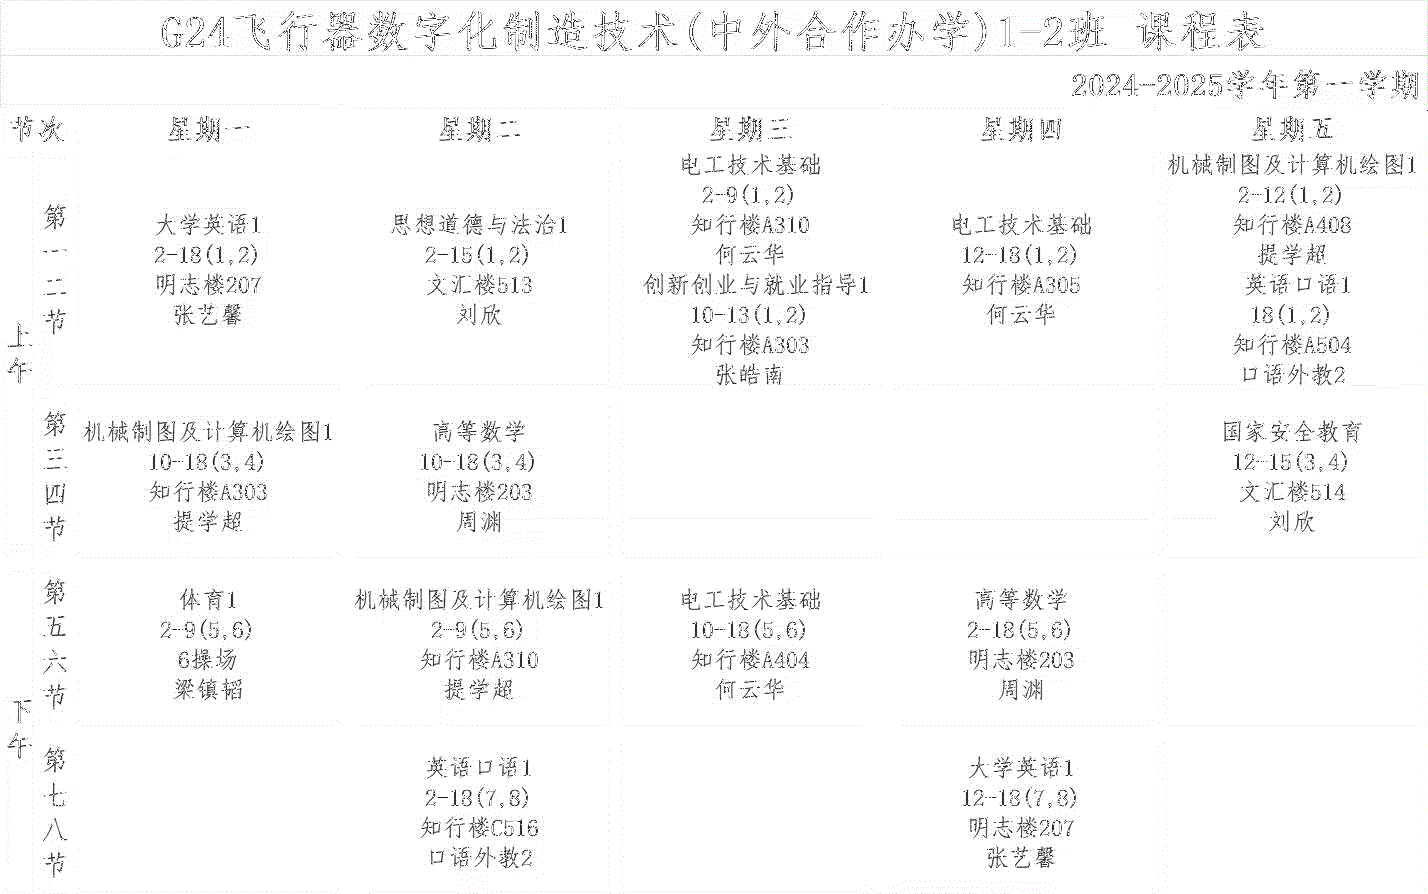 G24飞行器数字化制造技术(中外合作办学)1-2班 课程表
2024-2025学年第一学期
节次 星期一 星期二 星期三 星期四 星期五
上午
第一二节
大学英语1
2-18(1,2)
明志楼207
张艺馨
思想道德与法治1
2-15(1,2)
文汇楼513
刘欣
电工技术基础
2-9(1,2)
知行楼A310
何云华
创新创业与就业指导1
10-13(1,2)
知行楼A303
张皓南
电工技术基础
12-18(1,2)
知行楼A305
何云华
机械制图及计算机绘图1
2-12(1,2)
知行楼A408
提学超
英语口语1
18(1,2)
知行楼A504
口语外教2
第三四节
机械制图及计算机绘图1
10-18(3,4)
知行楼A303
提学超
高等数学
10-18(3,4)
明志楼203
周渊
国家安全教育
12-15(3,4)
文汇楼514
刘欣
下午
第五六节
体育1
2-9(5,6)
6操场
梁镇韬
机械制图及计算机绘图1
2-9(5,6)
知行楼A310
提学超
电工技术基础
10-18(5,6)
知行楼A404
何云华
高等数学
2-18(5,6)
明志楼203
周渊
第七八节
英语口语1
2-18(7,8)
知行楼C516
口语外教2
大学英语1
12-18(7,8)
明志楼207
张艺馨